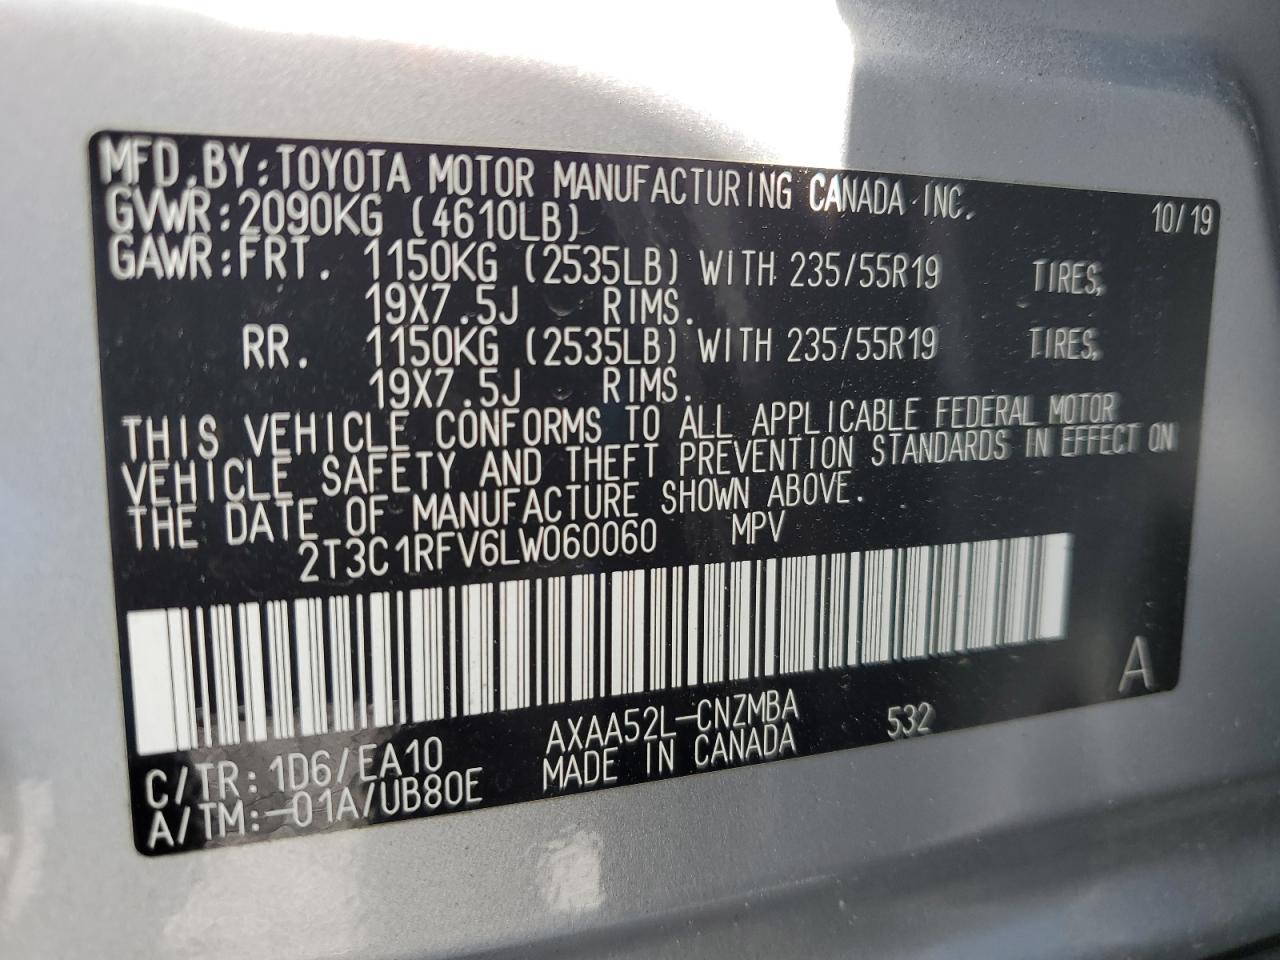 MFD.BY:TOYOTA MOTOR MANUFACTURING CANADA INC. 10/19
GVWR:2090KG (4610LB)
GAWR:FRT. 1150KG (2535LB) WITH 235/55R19 TIRES,
19X7.5J RIMS.
RR. 1150KG (2535LB) WITH 235/55R19 TIRES,
19X7.5J RIMS.
THIS VEHICLE CONFORMS TO ALL APPLICABLE FEDERAL MOTOR
VEHICLE SAFETY AND THEFT PREVENTION STANDARDS IN EFFECT ON
THE DATE OF MANUFACTURE SHOWN ABOVE.
2T3C1RFV6LW060060 MPV
A
C/TR: 1D6/EA10 AXAA52L-CNZMBA 532
A/TM:-01A/UB80E MADE IN CANADA